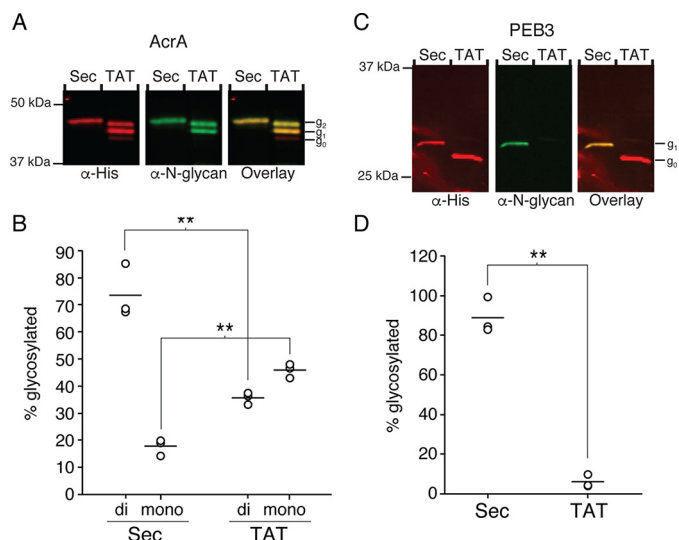 A
AcrA
Sec TAT Sec TAT Sec TAT
50 kDa
g2
g1
g0
37 kDa
α-His α-N-glycan Overlay
C
PEB3
37 kDa
Sec TAT Sec TAT Sec TAT
g1
g0
25 kDa
α-His α-N-glycan Overlay
B
**
**
% glycosylated
90
80
70
60
50
40
30
20
10
0
di mono di mono
Sec TAT
D
**
% glycosylated
120
100
80
60
40
20
0
Sec TAT